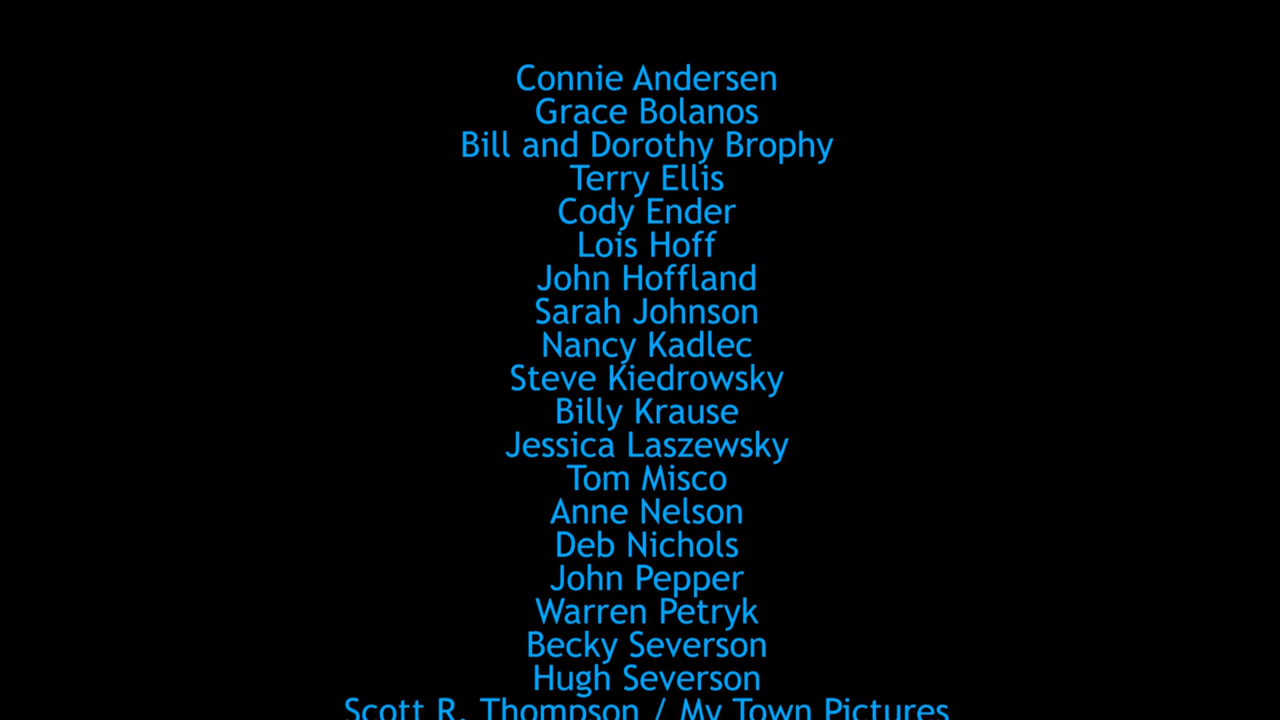 Connie Andersen
Grace Bolanos
Bill and Dorothy Brophy
Terry Ellis
Cody Ender
Lois Hoff
John Hoffland
Sarah Johnson
Nancy Kadlec
Steve Kiedrowsky
Billy Krause
Jessica Laszewsky
Tom Misco
Anne Nelson
Deb Nichols
John Pepper
Warren Petryk
Becky Severson
Hugh Severson
Scott R. Thompson / My Town Pictures